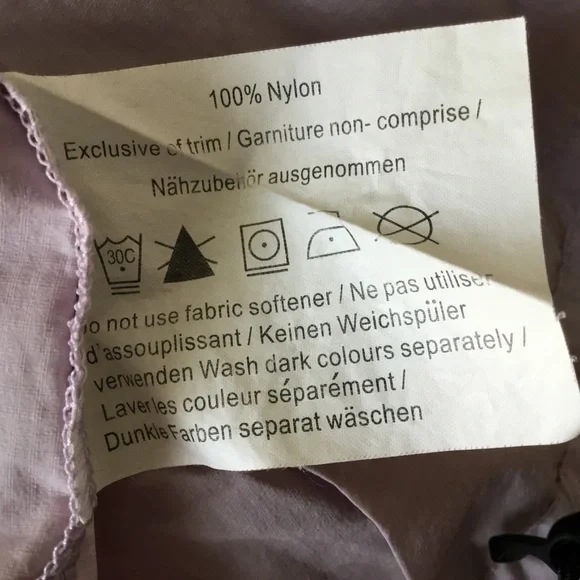 100% Nylon
Exclusive of trim / Garniture non- comprise /
Nähzubehör ausgenommen
30C
Do not use fabric softener / Ne pas utiliser
d'assouplissant / Keinen Weichspüler
verwenden Wash dark colours separately /
Laver les couleur séparément /
Dunkle Farben separat wäschen